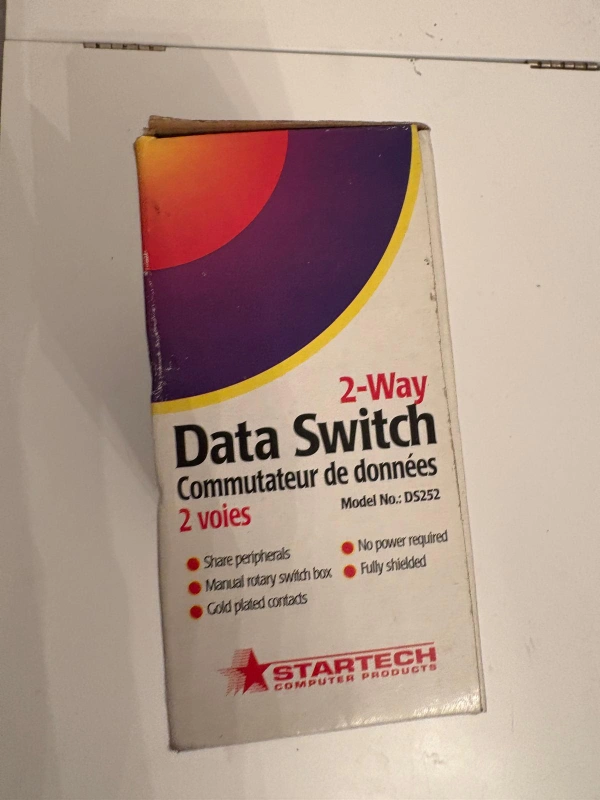 2-Way
Data Switch
Commutateur de données
2 voies
Model No.: DS252
Share peripherals
Manual rotary switch box
Gold plated contacts
No power required
Fully shielded
STARTECH
COMPUTER PRODUCTS